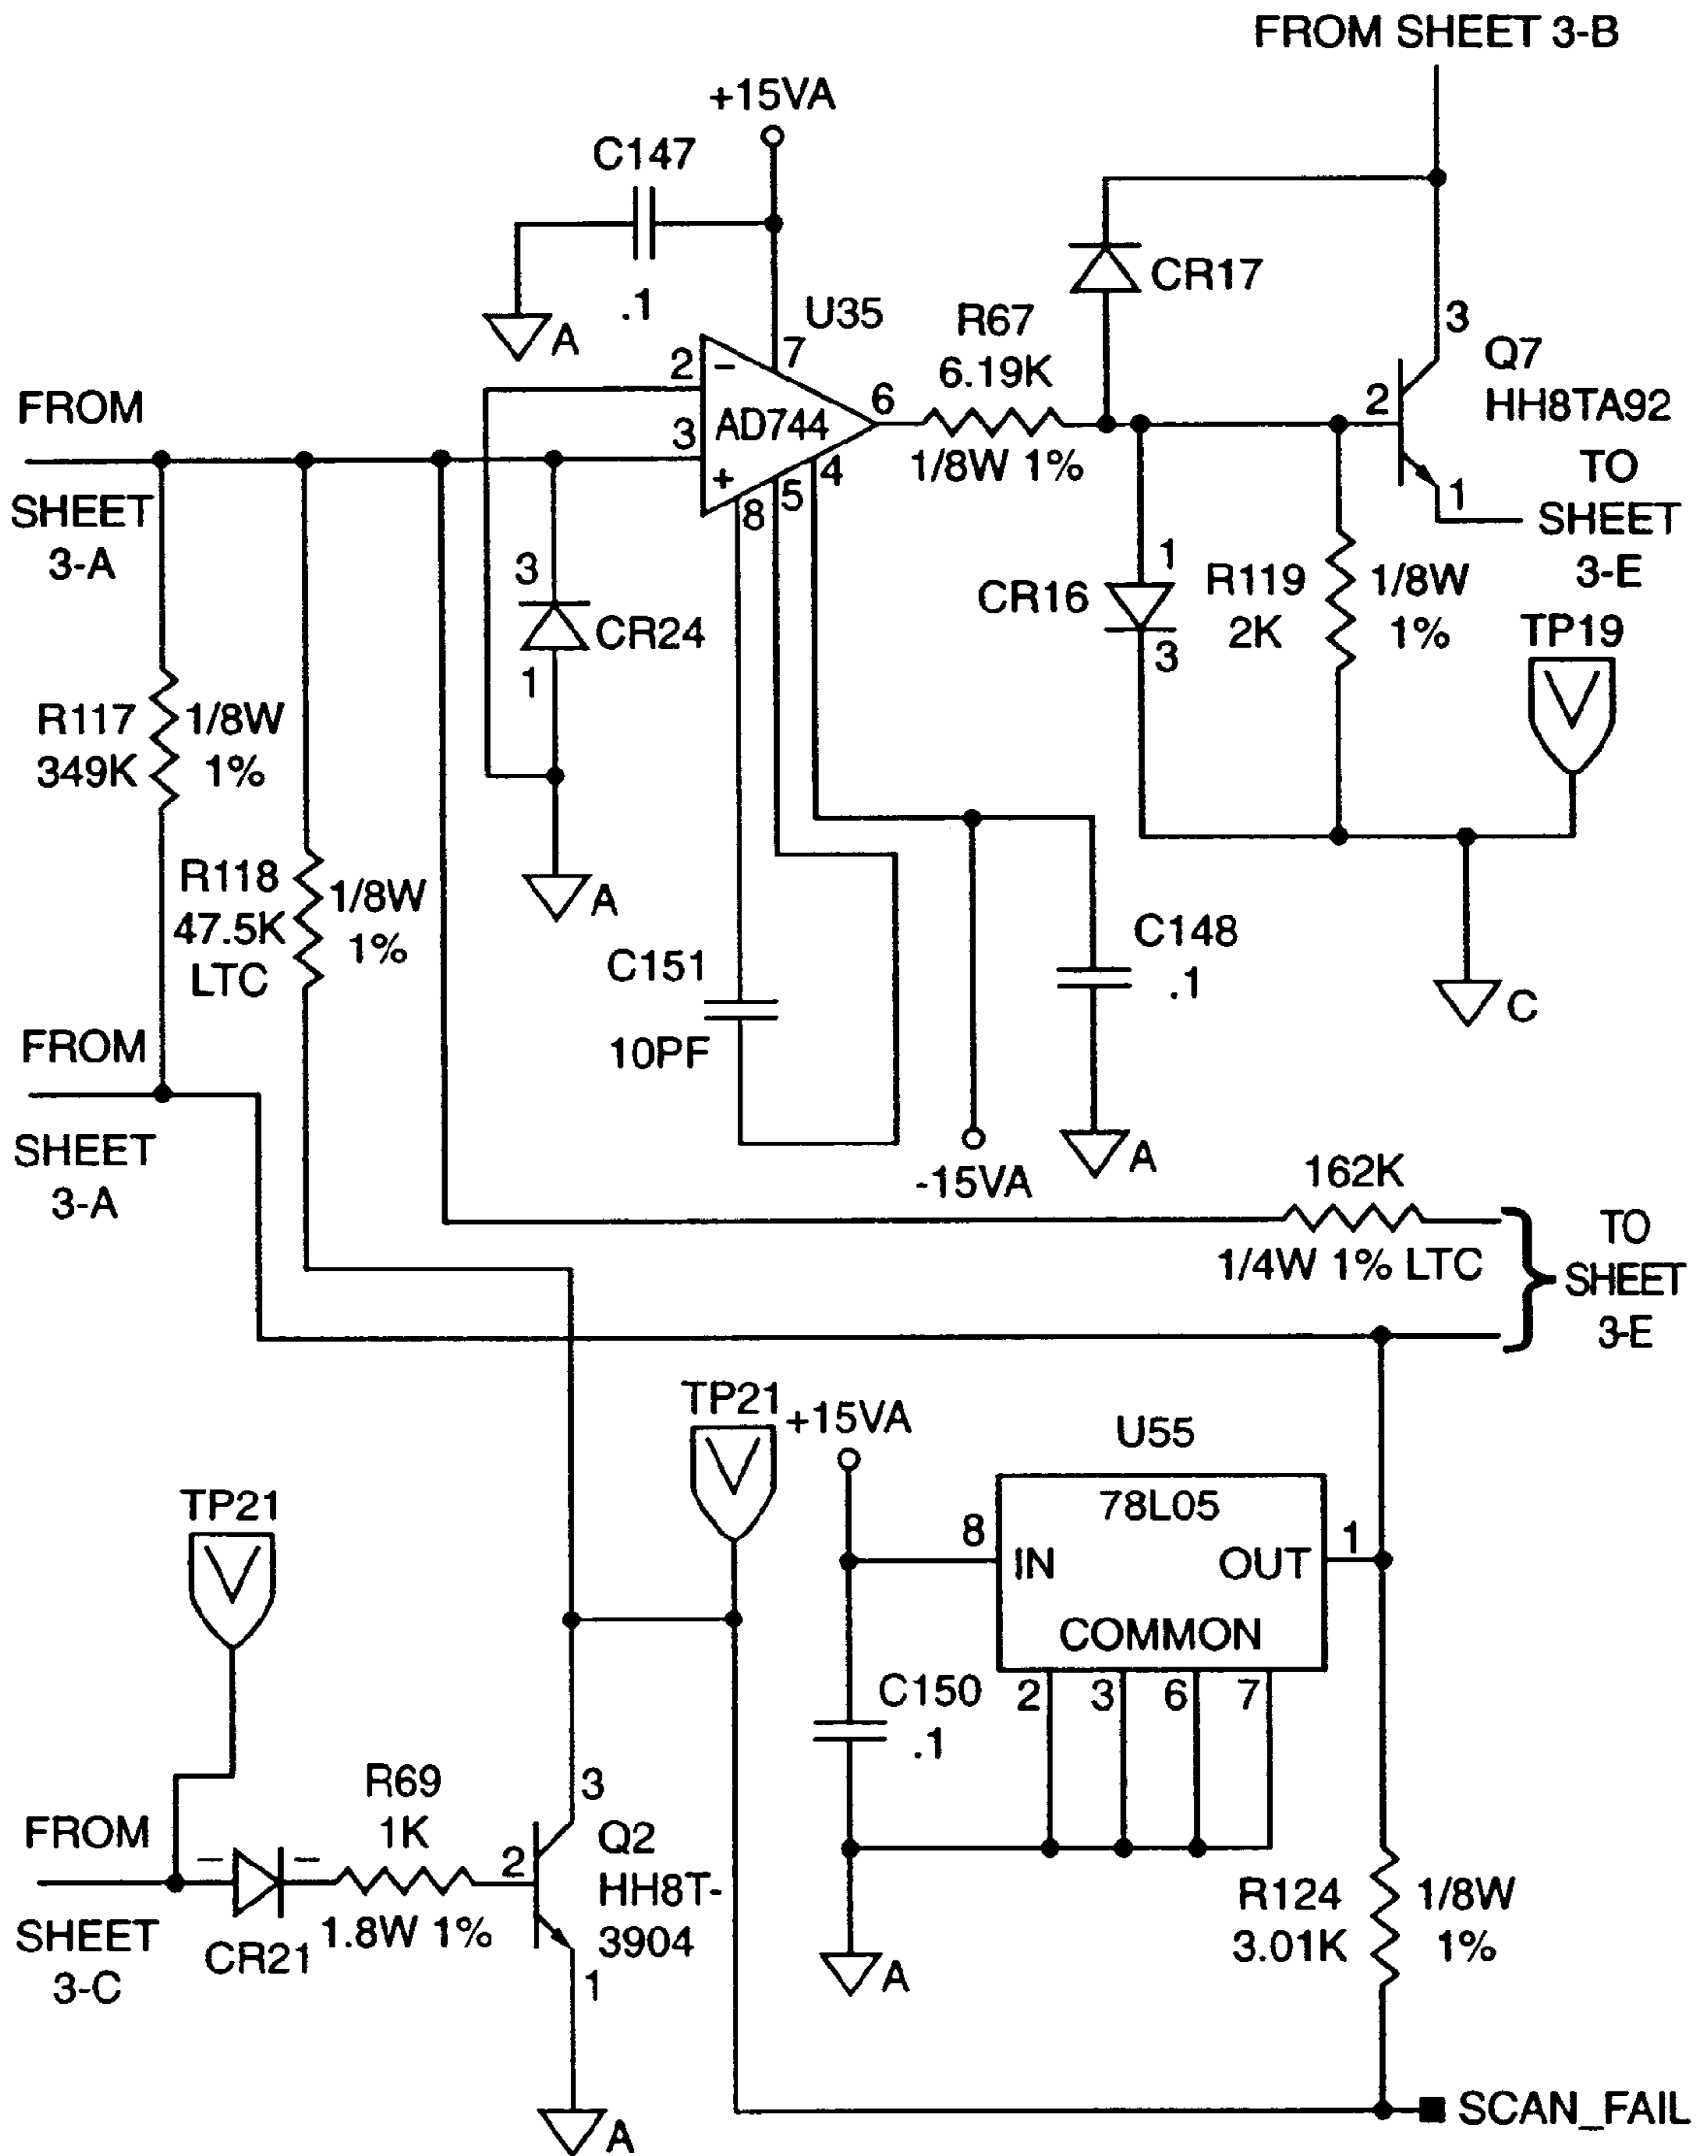 FROM SHEET 3-B
+15VA
C147
.1
A
U35
2
-
7
AD744
3
+
6
8
5
4
R67
6.19K
1/8W 1%
CR17
3
Q7
HH8TA92
2
1
TO
SHEET
3-E
FROM
SHEET
3-A
3
CR24
1
A
1
CR16
3
R119
2K
1/8W
1%
TP19
R117
349K
1/8W
1%
R118
47.5K
LTC
1/8W
1%
C151
10PF
C148
.1
A
C
-15VA
FROM
SHEET
3-A
162K
1/4W 1% LTC
TO
SHEET
3-E
TP21
+15VA
U55
78L05
8
IN
OUT
1
COMMON
2
3
6
7
TP21
C150
.1
A
R69
1K
1.8W 1%
FROM
SHEET
3-C
CR21
3
2
Q2
HH8T-
3904
1
A
R124
3.01K
1/8W
1%
SCAN_FAIL